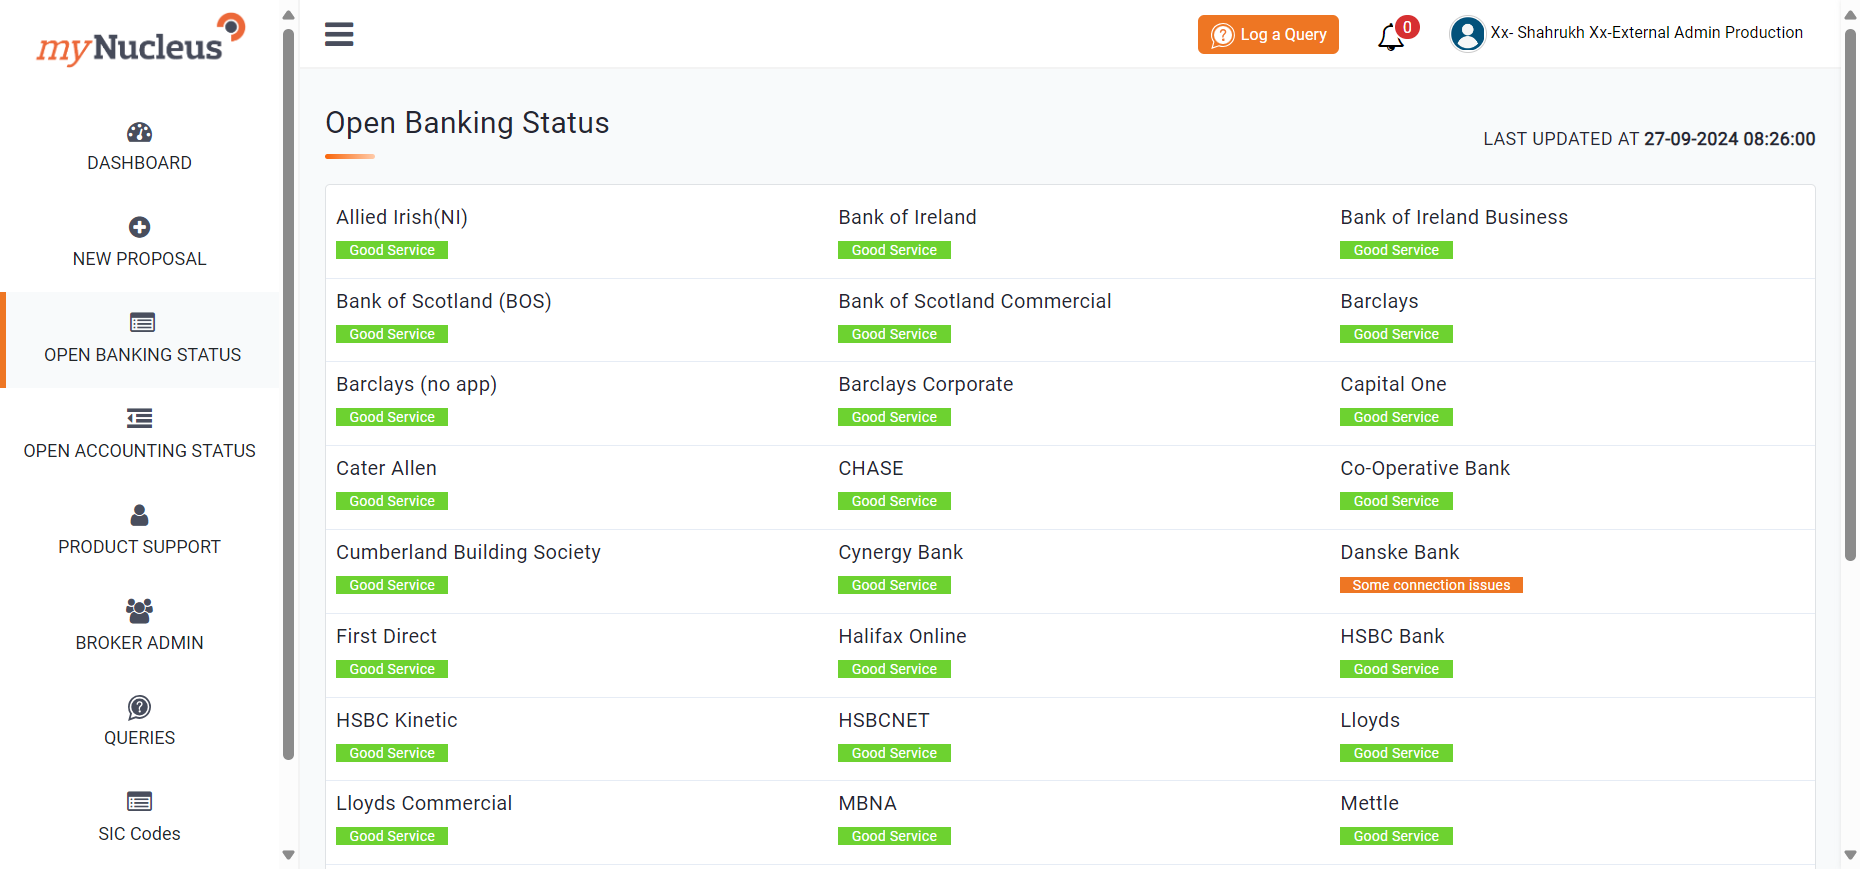 myNucleus
DASHBOARD
NEW PROPOSAL
OPEN BANKING STATUS
OPEN ACCOUNTING STATUS
PRODUCT SUPPORT
BROKER ADMIN
QUERIES
SIC Codes
Log a Query
0
Xx- Shahrukh Xx-External Admin Production
Open Banking Status
LAST UPDATED AT 27-09-2024 08:26:00
Allied Irish(NI)
Good Service
Bank of Ireland
Good Service
Bank of Ireland Business
Good Service
Bank of Scotland (BOS)
Good Service
Bank of Scotland Commercial
Good Service
Barclays
Good Service
Barclays (no app)
Good Service
Barclays Corporate
Good Service
Capital One
Good Service
Cater Allen
Good Service
CHASE
Good Service
Co-Operative Bank
Good Service
Cumberland Building Society
Good Service
Cynergy Bank
Good Service
Danske Bank
Some connection issues
First Direct
Good Service
Halifax Online
Good Service
HSBC Bank
Good Service
HSBC Kinetic
Good Service
HSBCNET
Good Service
Lloyds
Good Service
Lloyds Commercial
Good Service
MBNA
Good Service
Mettle
Good Service